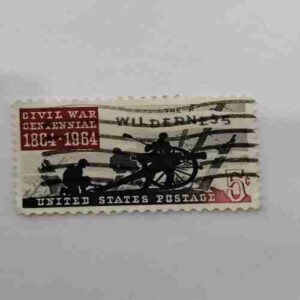 CIVIL WAR
CENTENNIAL
1864-1964
THE
WILDERNESS
5c
UNITED STATES POSTAGE